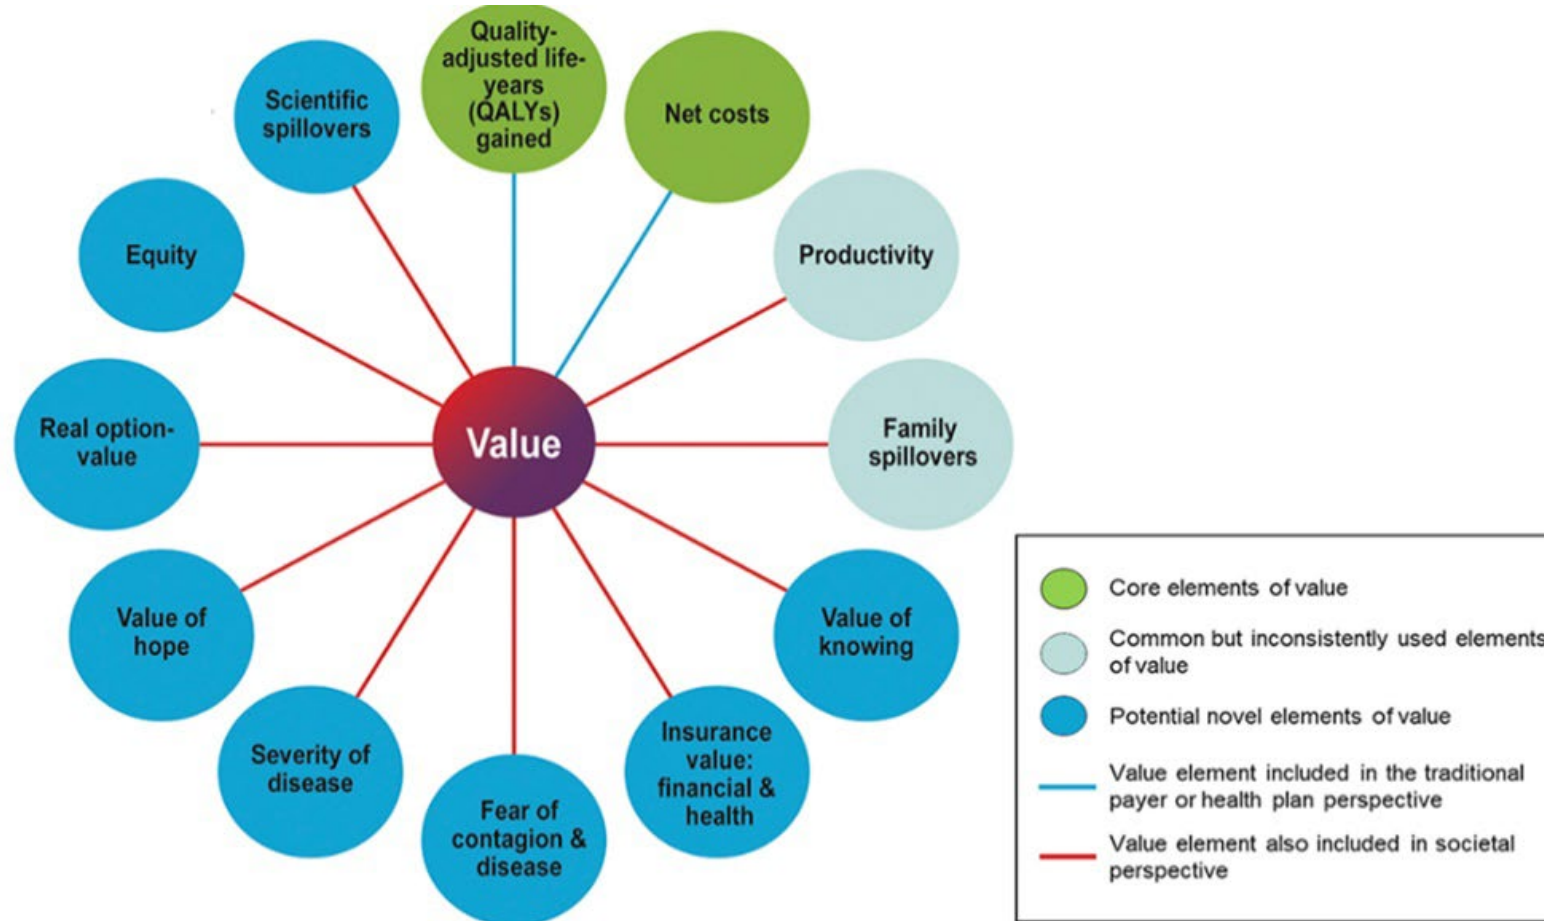 Quality-
adjusted life-
years
(QALYs)
gained
Net costs
Productivity
Family
spillovers
Value of
knowing
Insurance
value:
financial &
health
Fear of
contagion &
disease
Severity of
disease
Value of
hope
Real option-
value
Equity
Scientific
spillovers
Value
Core elements of value
Common but inconsistently used elements
of value
Potential novel elements of value
Value element included in the traditional
payer or health plan perspective
Value element also included in societal
perspective